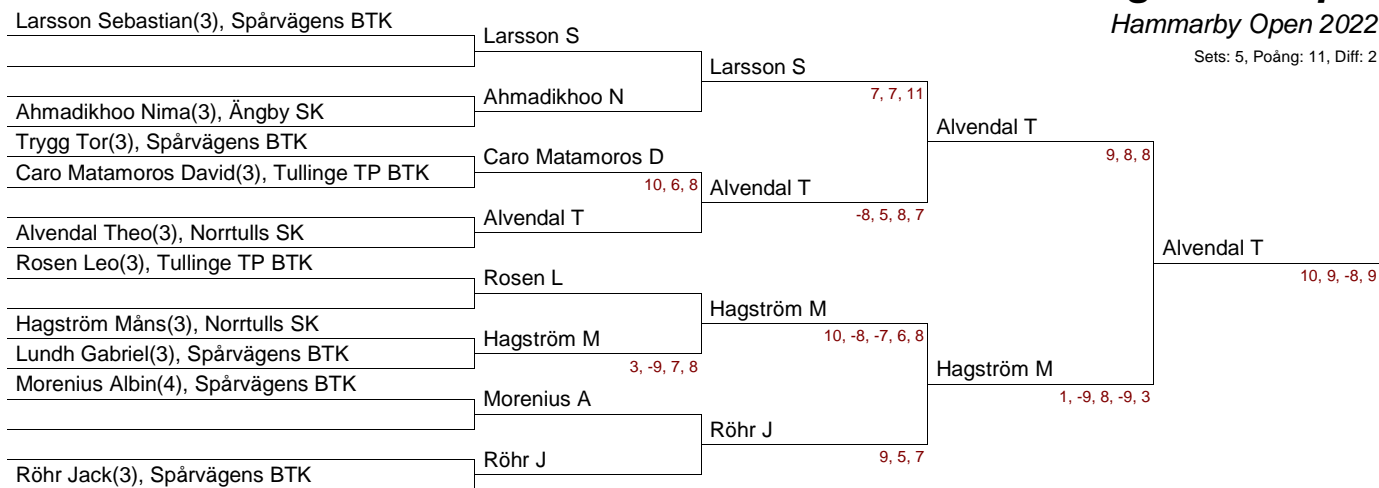 Hammarby Open 2022
Sets: 5, Poång: 11, Diff: 2
Larsson Sebastian(3), Spårvägens BTK
Ahmadikhoo Nima(3), Ängby SK
Trygg Tor(3), Spårvägens BTK
Caro Matamoros David(3), Tullinge TP BTK
Alvendal Theo(3), Norrtulls SK
Rosen Leo(3), Tullinge TP BTK
Hagström Måns(3), Norrtulls SK
Lundh Gabriel(3), Spårvägens BTK
Morenius Albin(4), Spårvägens BTK
Röhr Jack(3), Spårvägens BTK
Larsson S
Ahmadikhoo N
Caro Matamoros D
10, 6, 8
Alvendal T
Rosen L
Hagström M
3, -9, 7, 8
Morenius A
Röhr J
Larsson S
7, 7, 11
Alvendal T
-8, 5, 8, 7
Hagström M
10, -8, -7, 6, 8
Röhr J
9, 5, 7
Alvendal T
9, 8, 8
Hagström M
1, -9, 8, -9, 3
Alvendal T
10, 9, -8, 9